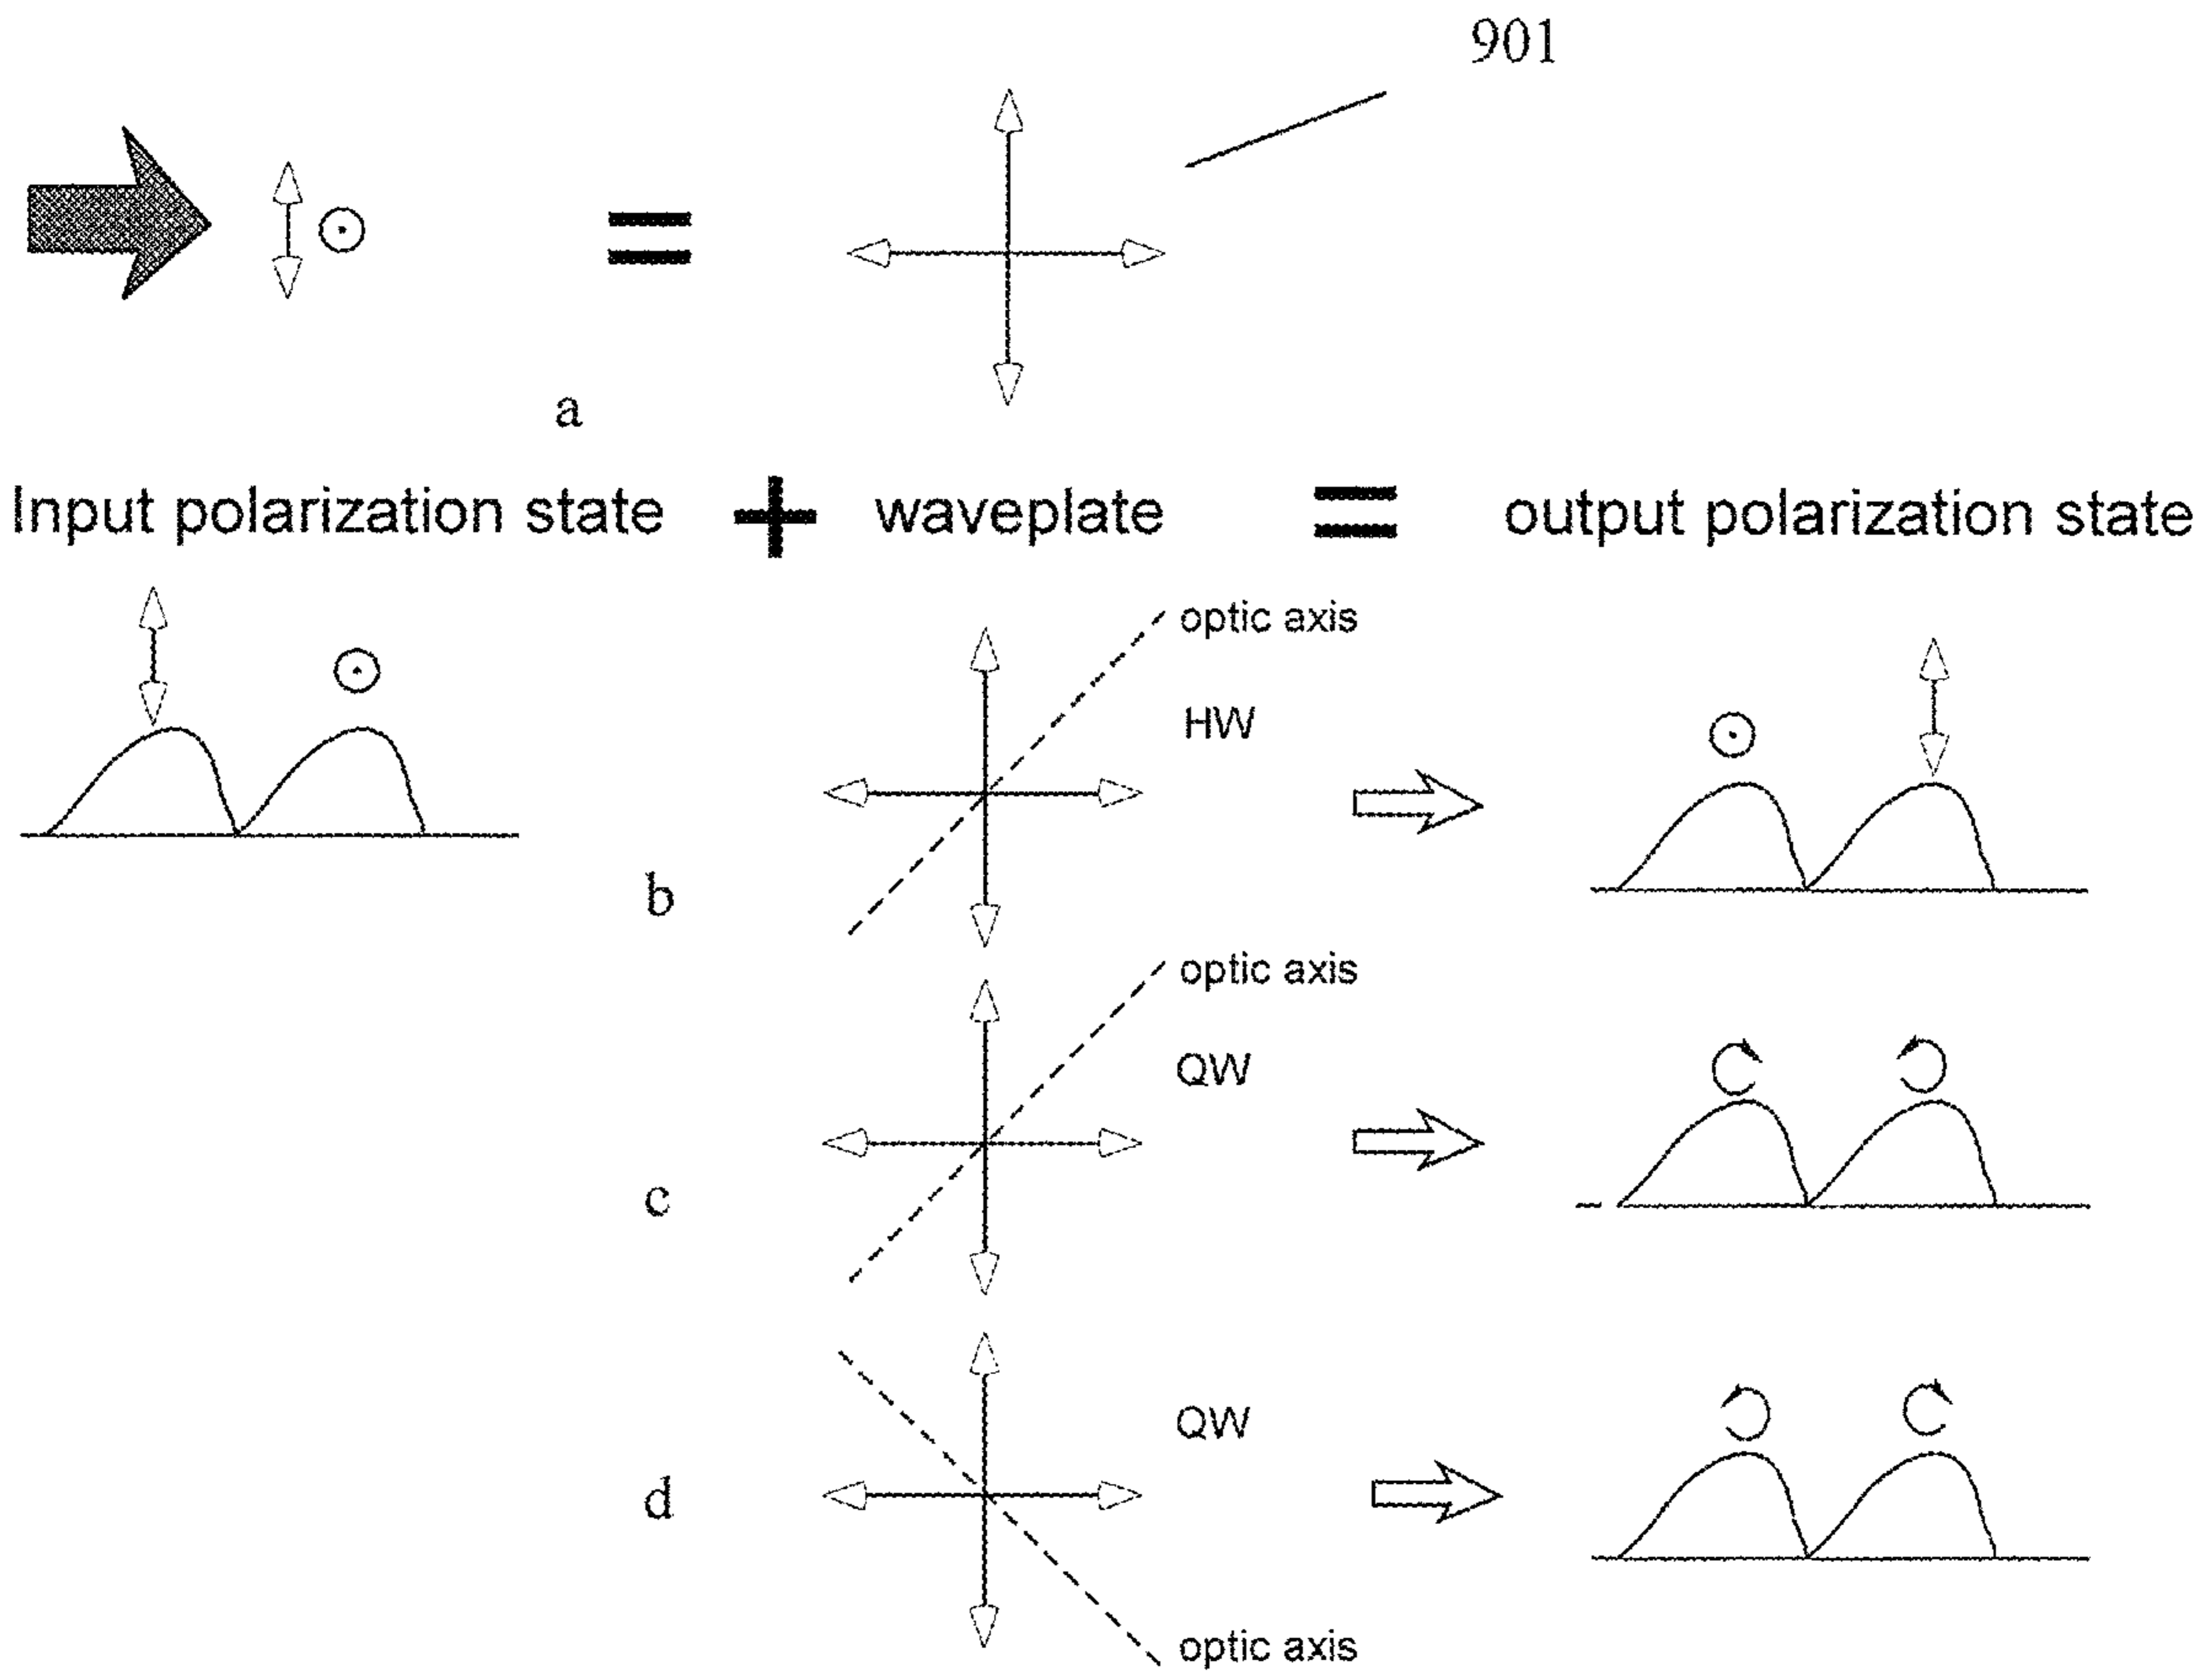 901
a
Input polarization state + waveplate = output polarization state
optic axis
HW
b
optic axis
QW
c
QW
d
optic axis